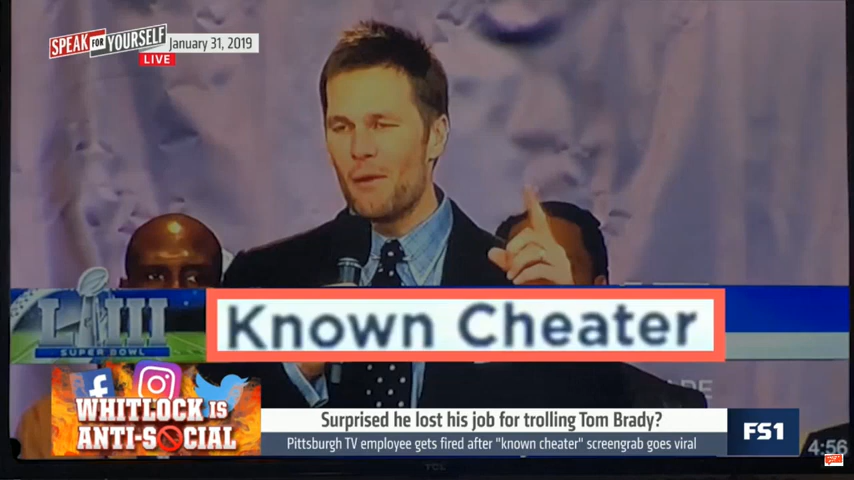 SPEAK FOR YOURSELF
January 31, 2019
LIVE
LIII
SUPER BOWL
Known Cheater
WHITLOCK IS
ANTI-SOCIAL
Surprised he lost his job for trolling Tom Brady?
Pittsburgh TV employee gets fired after "known cheater" screengrab goes viral
FS1
4:56
TCL